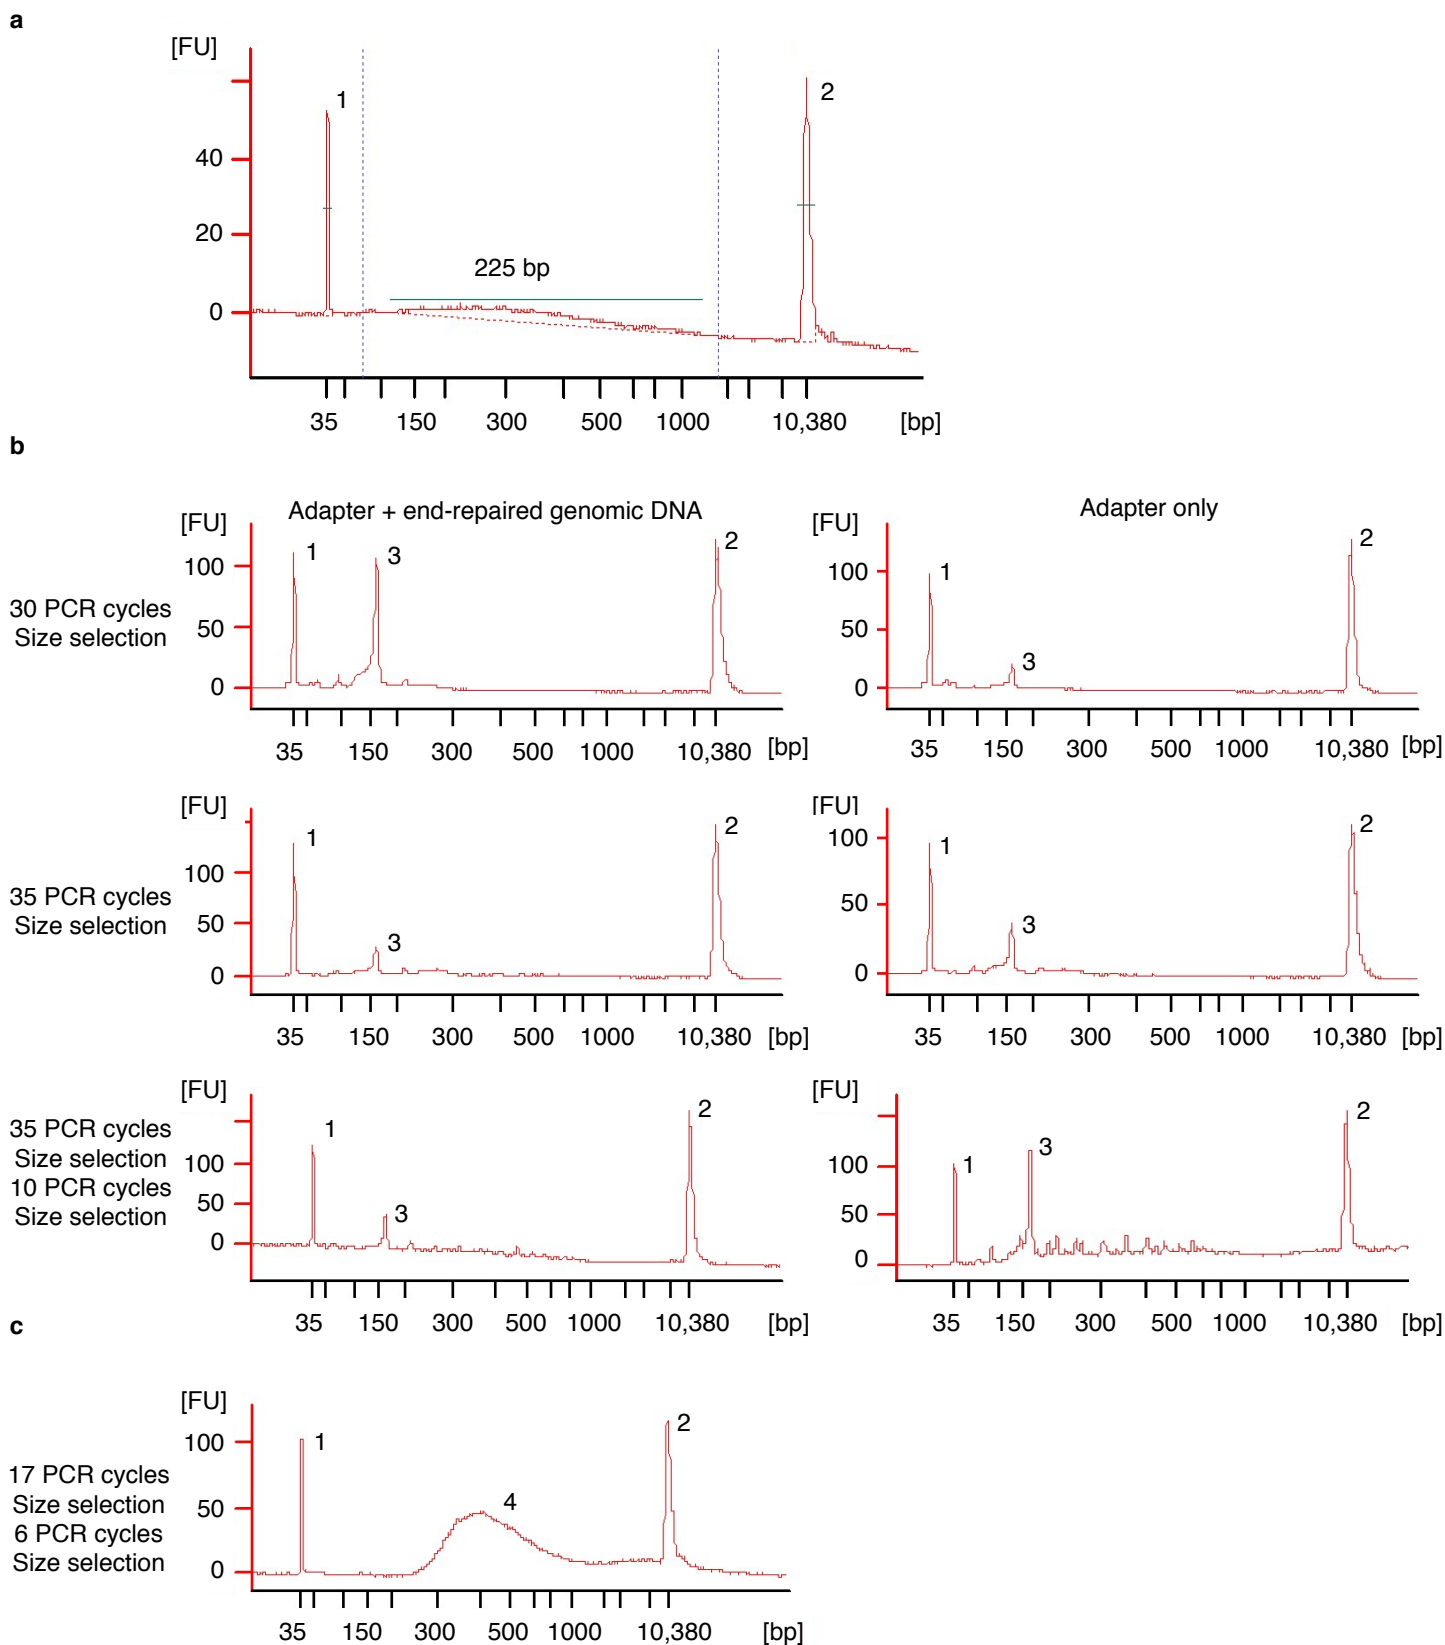 a
[FU]
1
2
40
20
0
225 bp
35 150 300 500 1000 10,380 [bp]
b
Adapter + end-repaired genomic DNA
Adapter only
30 PCR cycles
Size selection
[FU]
100
50
0
1
3
2
35 150 300 500 1000 10,380 [bp]
[FU]
100
50
0
1
3
2
35 150 300 500 1000 10,380 [bp]
35 PCR cycles
Size selection
[FU]
100
50
0
1
3
2
35 150 300 500 1000 10,380 [bp]
[FU]
100
50
0
1
3
2
35 150 300 500 1000 10,380 [bp]
35 PCR cycles
Size selection
10 PCR cycles
Size selection
[FU]
100
50
0
1
3
2
35 150 300 500 1000 10,380 [bp]
[FU]
100
50
0
1
3
2
35 150 300 500 1000 10,380 [bp]
c
17 PCR cycles
Size selection
6 PCR cycles
Size selection
[FU]
100
50
0
1
4
2
35 150 300 500 1000 10,380 [bp]